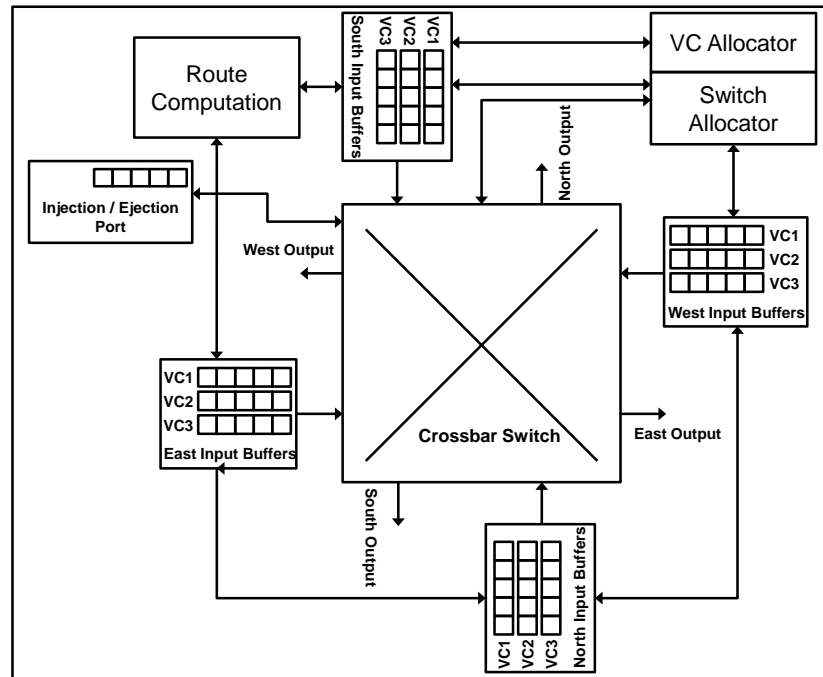 Route
Computation
South Input Buffers
VC3
VC2
VC1
VC Allocator
Switch
Allocator
North Output
Injection / Ejection
Port
West Output
VC1
VC2
VC3
West Input Buffers
VC1
VC2
VC3
East Input Buffers
Crossbar Switch
East Output
South Output
VC1
VC2
VC3
North Input Buffers